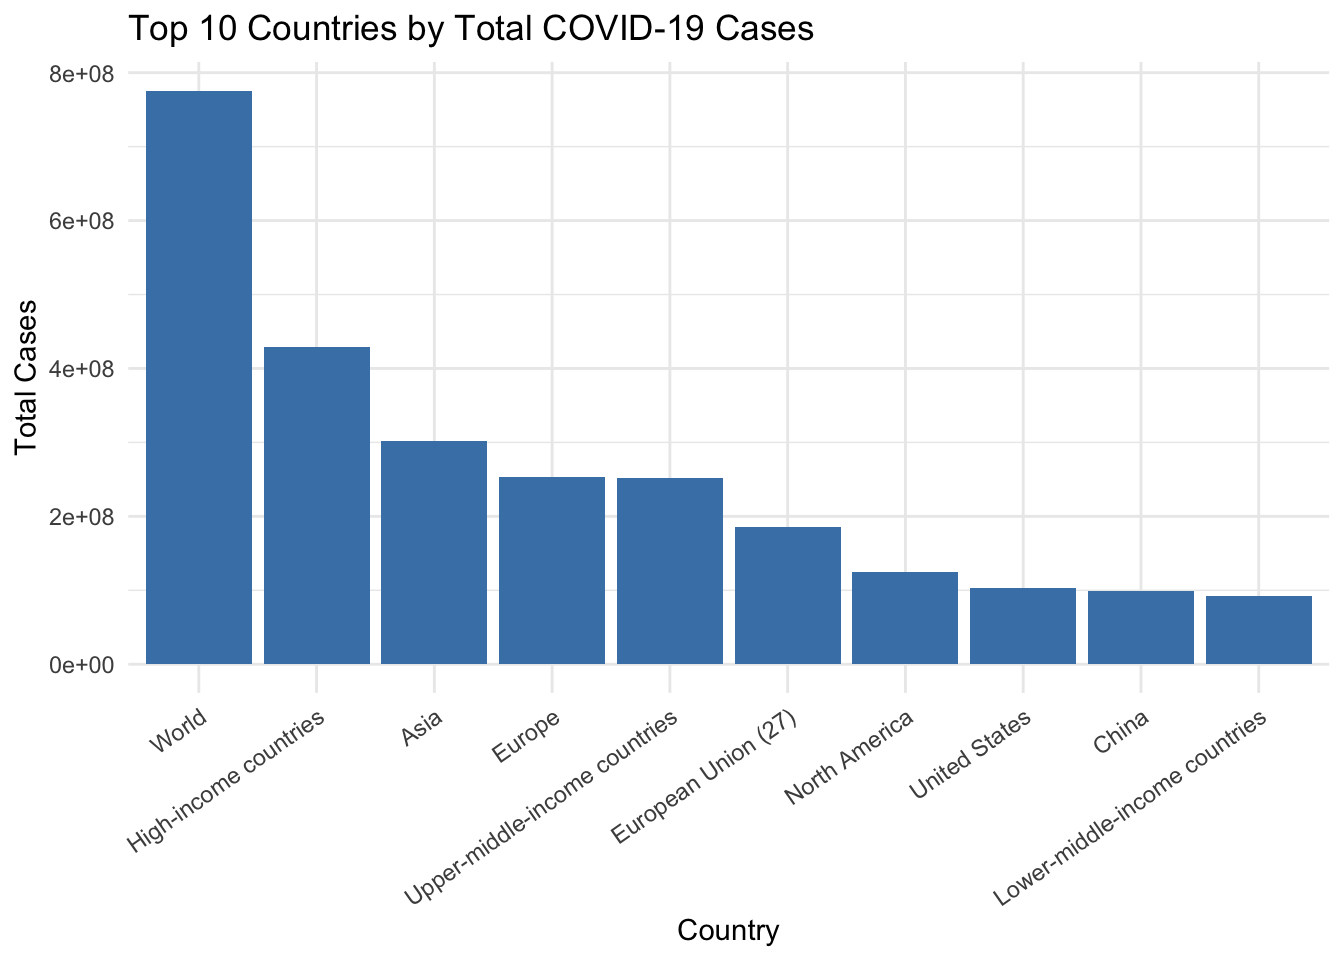 Top 10 Countries by Total COVID-19 Cases
Total Cases
8e+08
6e+08
4e+08
2e+08
0e+00
World
High-income countries
Asia
Europe
Upper-middle-income countries
European Union (27)
North America
United States
China
Lower-middle-income countries
Country